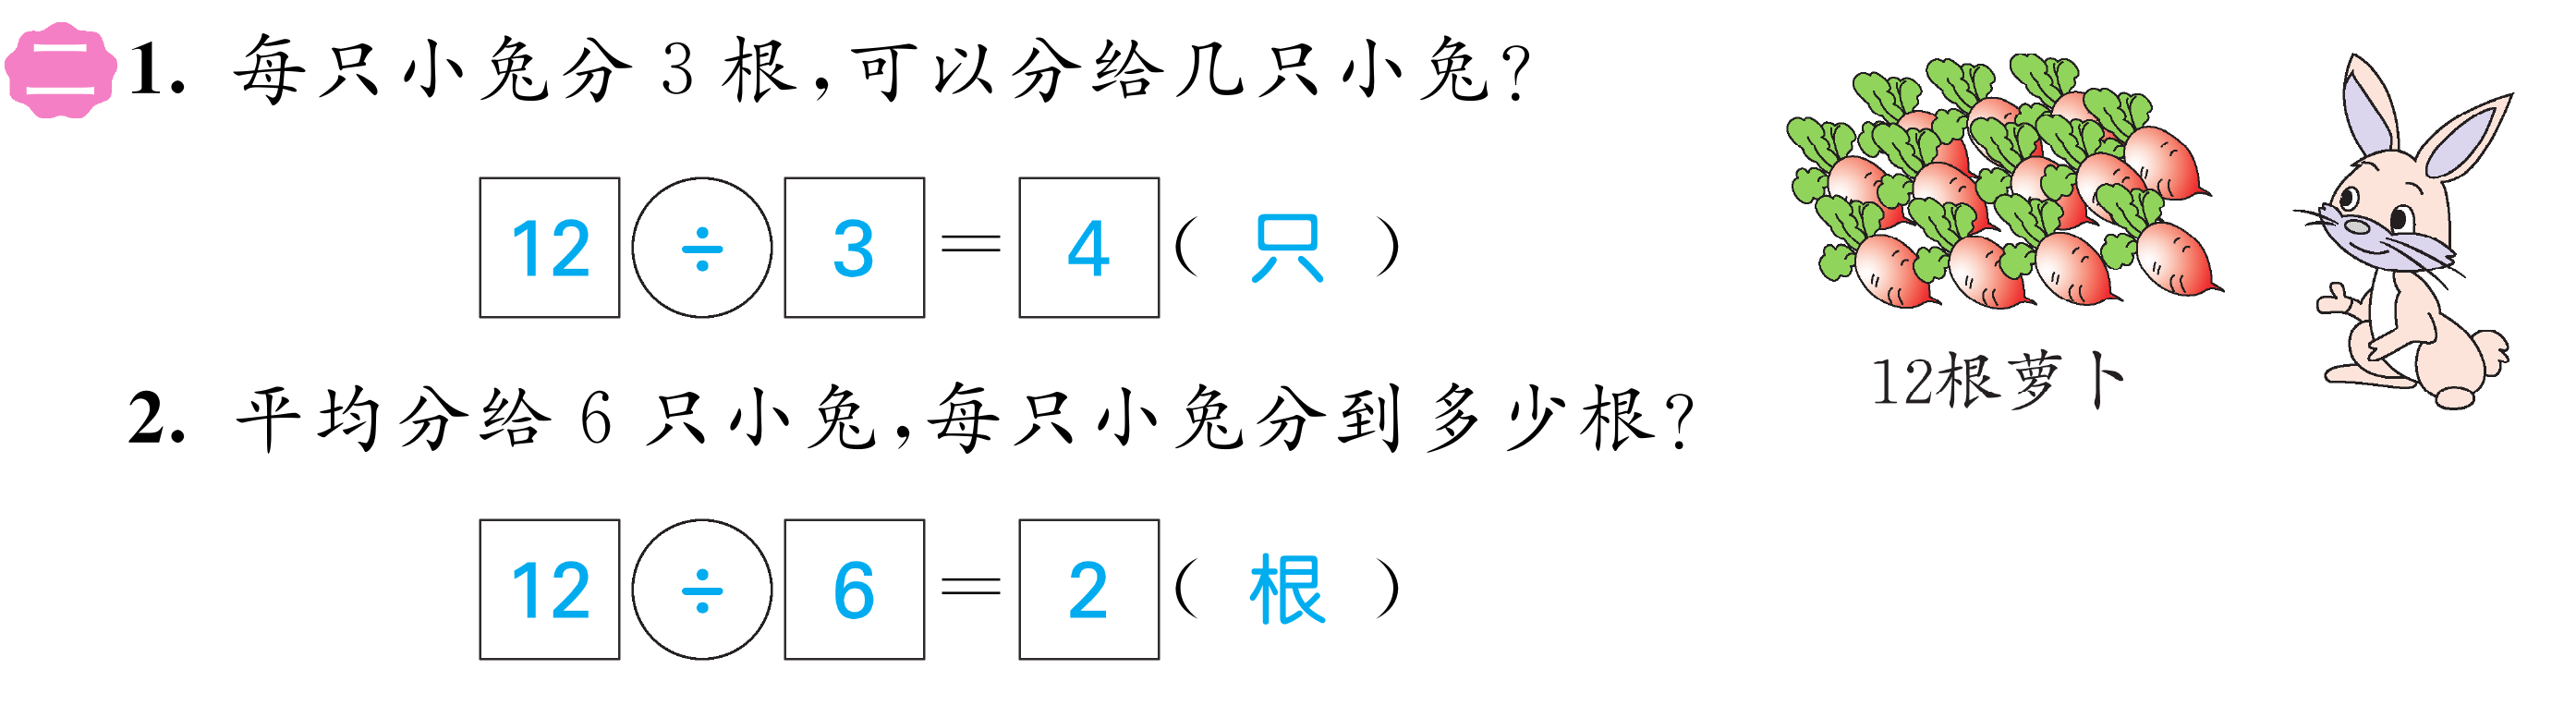 二 1. 每只小兔分 3 根,可以分给几只小兔?
12 ÷ 3 = 4 ( 只 )
12根萝卜
2. 平均分给 6 只小兔,每只小兔分到多少根?
12 ÷ 6 = 2 ( 根 )